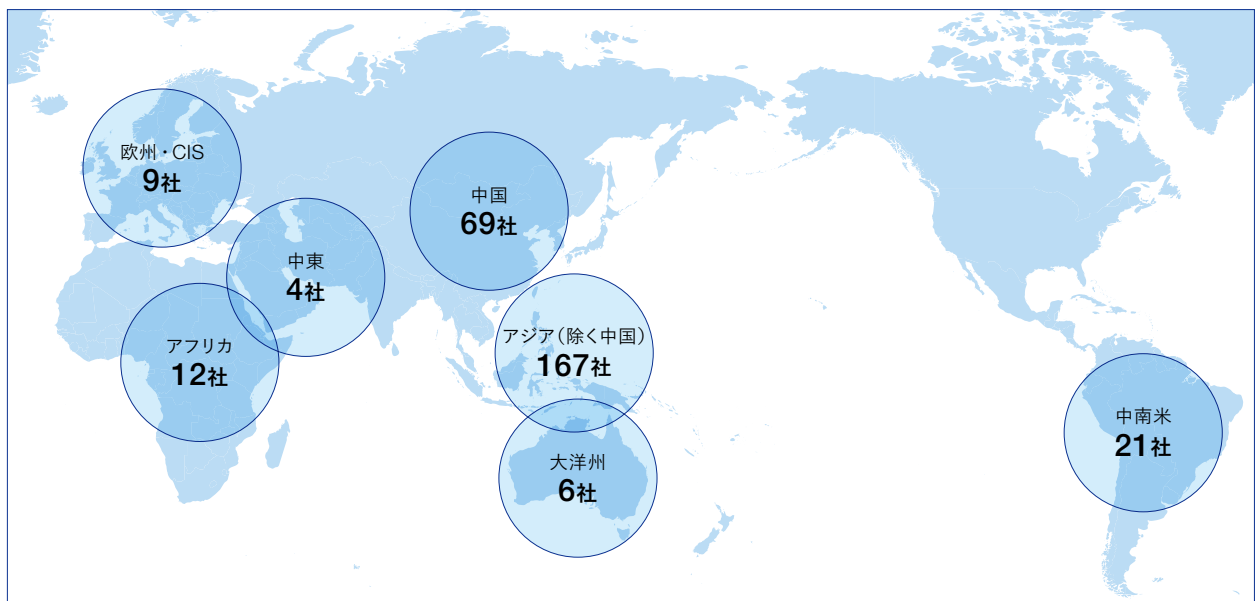 欧州・CIS
9社
中国
69社
中東
4社
アフリカ
12社
アジア（除く中国）
167社
大洋州
6社
中南米
21社